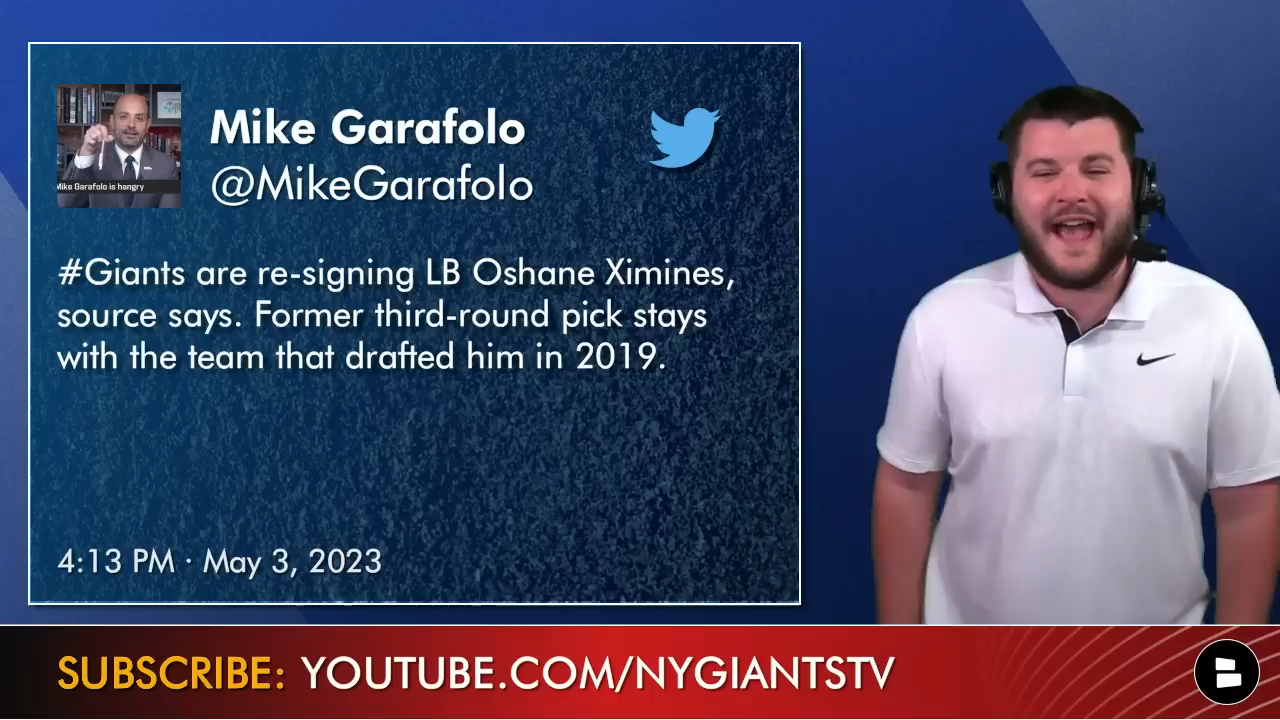 Mike Garafolo
@MikeGarafolo
Mike Garafolo is hangry
#Giants are re-signing LB Oshane Ximines,
source says. Former third-round pick stays
with the team that drafted him in 2019.
4:13 PM · May 3, 2023
SUBSCRIBE: YOUTUBE.COM/NYGIANTSTV